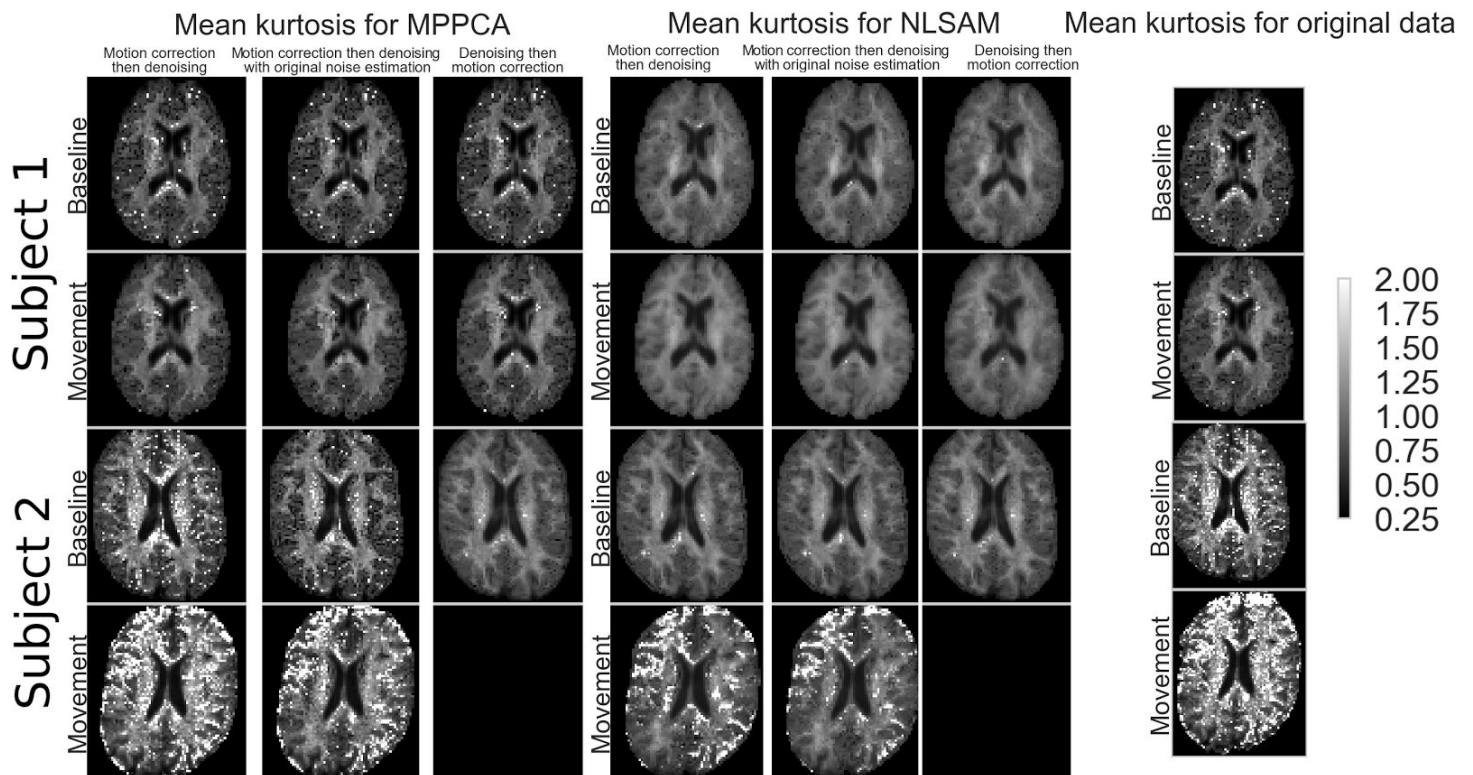 Mean kurtosis for MPPCA
Mean kurtosis for NLSAM
Mean kurtosis for original data
Motion correction
then denoising
Motion correction then denoising
with original noise estimation
Denoising then
motion correction
Motion correction
then denoising
Motion correction then denoising
with original noise estimation
Denoising then
motion correction
Subject 1
Baseline
Baseline
Baseline
Movement
Movement
Movement
Subject 2
Baseline
Baseline
Baseline
Movement
Movement
Movement
2.00
1.75
1.50
1.25
1.00
0.75
0.50
0.25